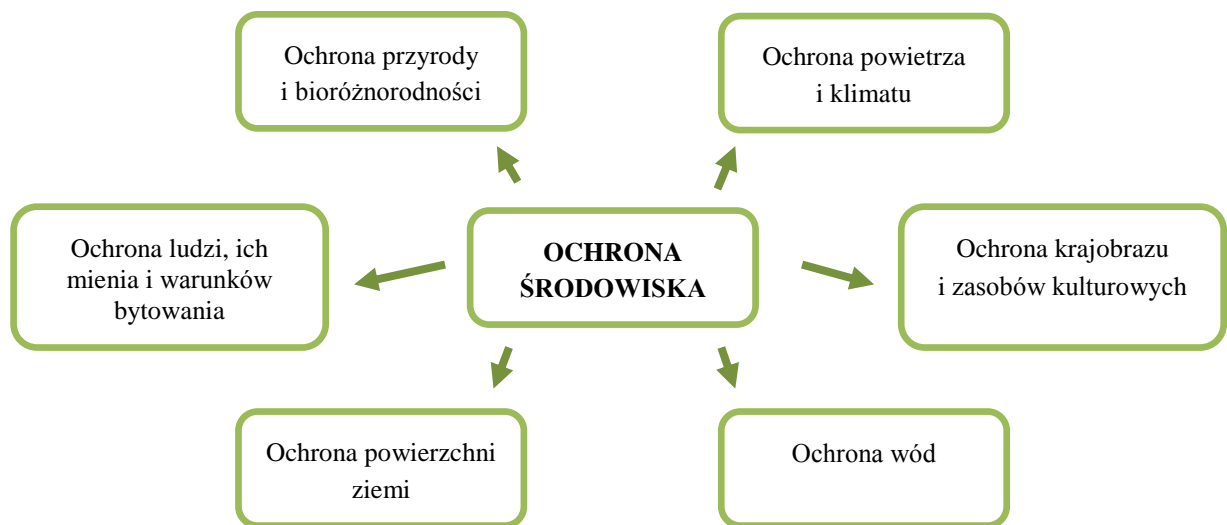 Ochrona przyrody
i bioróżnorodności
Ochrona powietrza
i klimatu
Ochrona ludzi, ich
mienia i warunków
bytowania
OCHRONA
ŚRODOWISKA
Ochrona krajobrazu
i zasobów kulturowych
Ochrona powierzchni
ziemi
Ochrona wód